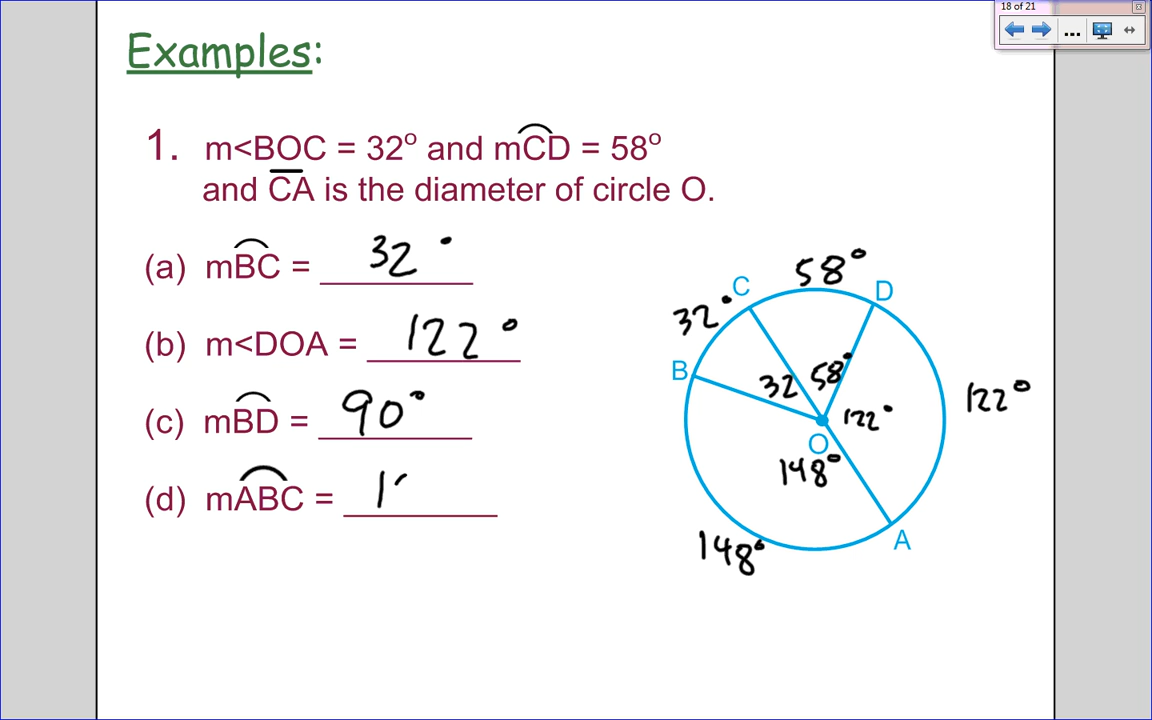 18 of 21
Examples:
1. m<BOC = 32° and mCD = 58°
and CA is the diameter of circle O.
(a) mBC = 32°
(b) m<DOA = 122°
(c) mBD = 90°
(d) mABC = 1
58°
C
D
32°
B
32
58°
122°
122°
O
148°
A
148°